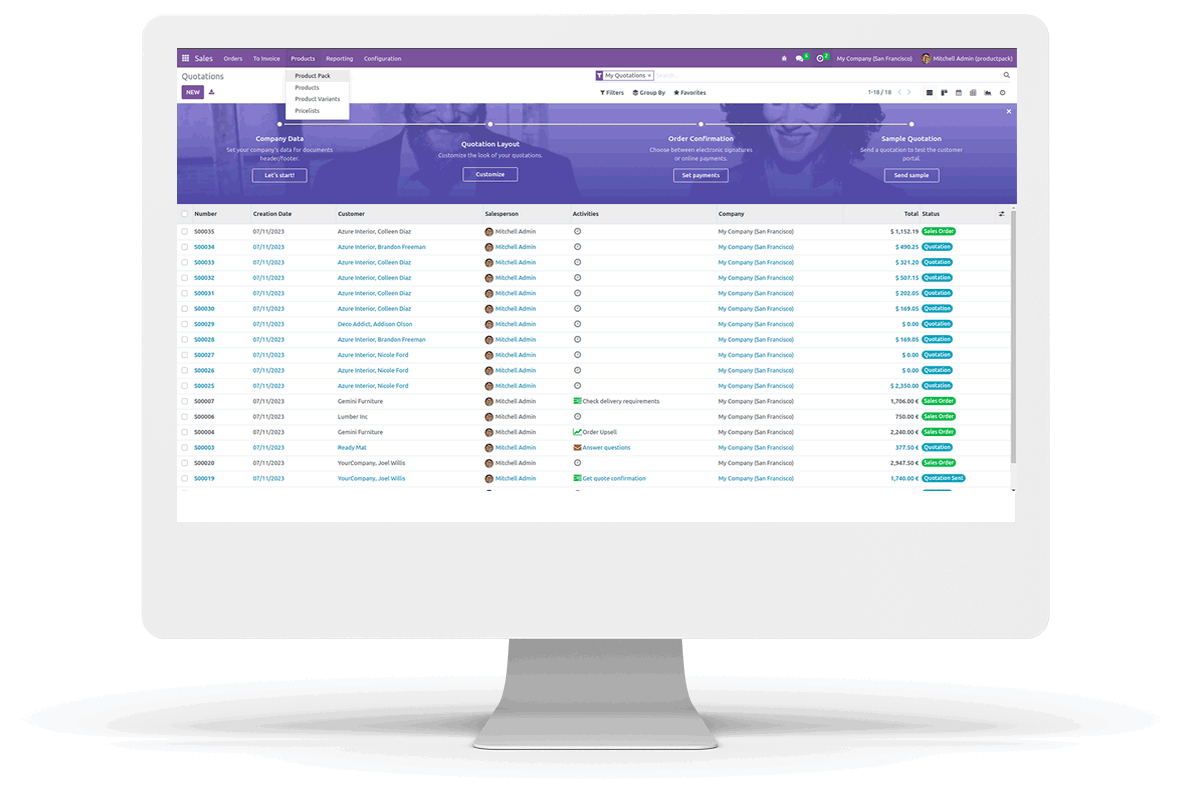 Sales Orders To Invoice Products Reporting Configuration 5 2 My Company (San Francisco) Mitchell Admin (productpack)
Quotations
My Quotations × Search...
NEW
Filters Group By Favorites 1-18 / 18
Product Pack
Products
Product Variants
Pricelists
Company Data
Set your company's data for documents
header/footer.
Let's start!
Quotation Layout
Customize the look of your quotations.
Customize
Order Confirmation
Choose between electronic signatures
or online payments.
Set payments
Sample Quotation
Send a quotation to test the customer
portal.
Send sample
Number Creation Date Customer Salesperson Activities Company Total Status
S00035 07/11/2023 Azure Interior, Colleen Diaz Mitchell Admin My Company (San Francisco) $ 1,152.19 Sales Order
S00034 07/11/2023 Azure Interior, Brandon Freeman Mitchell Admin My Company (San Francisco) $ 490.25 Quotation
S00033 07/11/2023 Azure Interior, Colleen Diaz Mitchell Admin My Company (San Francisco) $ 321.20 Quotation
S00032 07/11/2023 Azure Interior, Colleen Diaz Mitchell Admin My Company (San Francisco) $ 507.15 Quotation
S00031 07/11/2023 Azure Interior, Colleen Diaz Mitchell Admin My Company (San Francisco) $ 202.05 Quotation
S00030 07/11/2023 Azure Interior, Colleen Diaz Mitchell Admin My Company (San Francisco) $ 169.05 Quotation
S00029 07/11/2023 Deco Addict, Addison Olson Mitchell Admin My Company (San Francisco) $ 0.00 Quotation
S00028 07/11/2023 Azure Interior, Brandon Freeman Mitchell Admin My Company (San Francisco) $ 169.05 Quotation
S00027 07/11/2023 Azure Interior, Nicole Ford Mitchell Admin My Company (San Francisco) $ 0.00 Quotation
S00026 07/11/2023 Azure Interior, Nicole Ford Mitchell Admin My Company (San Francisco) $ 0.00 Quotation
S00025 07/11/2023 Azure Interior, Nicole Ford Mitchell Admin My Company (San Francisco) $ 2,350.00 Quotation
S00007 07/11/2023 Gemini Furniture Mitchell Admin Check delivery requirements My Company (San Francisco) 1,706.00 € Sales Order
S00006 07/11/2023 Lumber Inc Mitchell Admin My Company (San Francisco) 750.00 € Sales Order
S00004 07/11/2023 Gemini Furniture Mitchell Admin Order Upsell My Company (San Francisco) 2,240.00 € Sales Order
S00003 07/11/2023 Ready Mat Mitchell Admin Answer questions My Company (San Francisco) 377.50 € Quotation
S00020 07/11/2023 YourCompany, Joel Willis Mitchell Admin My Company (San Francisco) 2,947.50 € Sales Order
S00019 07/11/2023 YourCompany, Joel Willis Mitchell Admin Get quote confirmation My Company (San Francisco) 1,740.00 € Quotation Sent